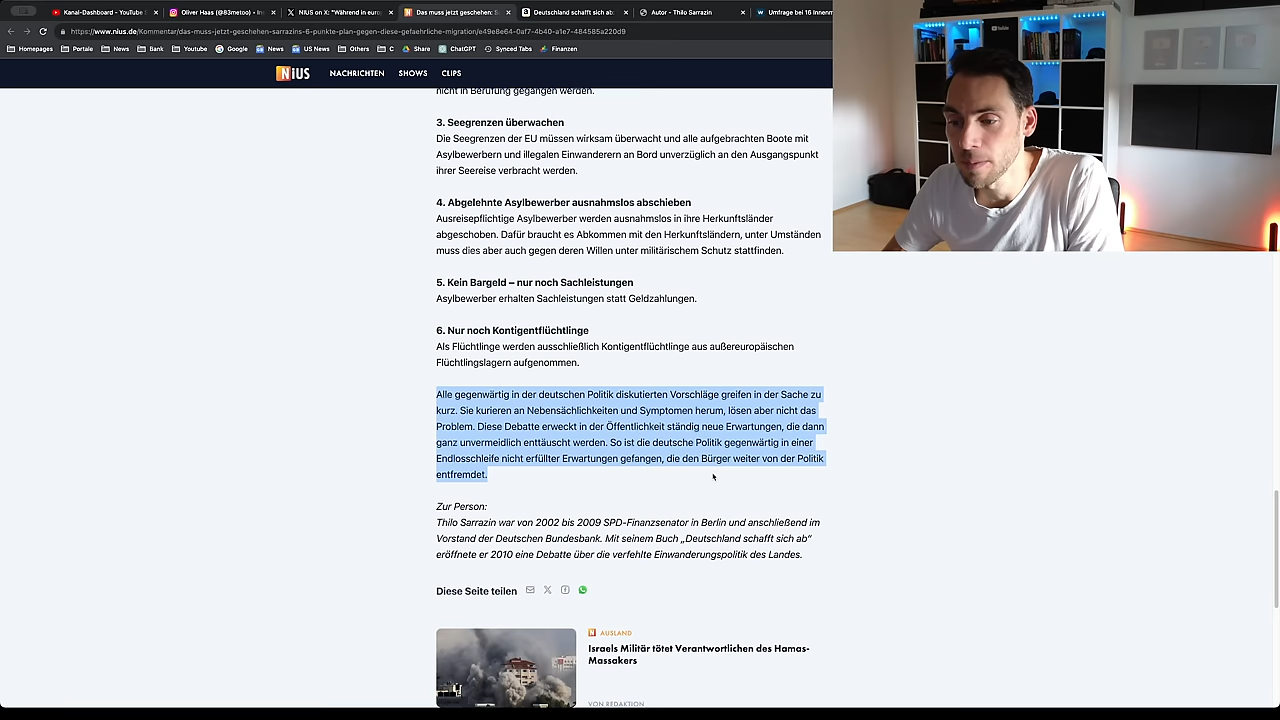 Kanal-Dashboard - YouTube
Oliver Haas (@83metoo) • In
NIUS on X: "Während in euro
Das muss jetzt geschehen: S
Deutschland schafft sich ab
Autor - Thilo Sarrazin
Umfrage bei 16 Innenm
https://www.nius.de/Kommentar/das-muss-jetzt-geschehen-sarrazins-6-punkte-plan-gegen-diese-gefaehrliche-migration/e49e8e64-0af7-4b40-a1e7-484585a220d9
Homepages
Portale
News
Bank
Youtube
Google
News
US News
Others
C
Share
ChatGPT
Synced Tabs
Finanzen
NiUS
NACHRICHTEN
SHOWS
CLIPS
nicht in Berufung gegangen werden.
3. Seegrenzen überwachen
Die Seegrenzen der EU müssen wirksam überwacht und alle aufgebrachten Boote mit
Asylbewerbern und illegalen Einwanderern an Bord unverzüglich an den Ausgangspunkt
ihrer Seereise verbracht werden.
4. Abgelehnte Asylbewerber ausnahmslos abschieben
Ausreisepflichtige Asylbewerber werden ausnahmslos in ihre Herkunftsländer
abgeschoben. Dafür braucht es Abkommen mit den Herkunftsländern, unter Umständen
muss dies aber auch gegen deren Willen unter militärischem Schutz stattfinden.
5. Kein Bargeld – nur noch Sachleistungen
Asylbewerber erhalten Sachleistungen statt Geldzahlungen.
6. Nur noch Kontigentflüchtlinge
Als Flüchtlinge werden ausschließlich Kontigentflüchtlinge aus außereuropäischen
Flüchtlingslagern aufgenommen.
Alle gegenwärtig in der deutschen Politik diskutierten Vorschläge greifen in der Sache zu
kurz. Sie kurieren an Nebensächlichkeiten und Symptomen herum, lösen aber nicht das
Problem. Diese Debatte erweckt in der Öffentlichkeit ständig neue Erwartungen, die dann
ganz unvermeidlich enttäuscht werden. So ist die deutsche Politik gegenwärtig in einer
Endlosschleife nicht erfüllter Erwartungen gefangen, die den Bürger weiter von der Politik
entfremdet.
Zur Person:
Thilo Sarrazin war von 2002 bis 2009 SPD-Finanzsenator in Berlin und anschließend im
Vorstand der Deutschen Bundesbank. Mit seinem Buch „Deutschland schafft sich ab“
eröffnete er 2010 eine Debatte über die verfehlte Einwanderungspolitik des Landes.
Diese Seite teilen
AUSLAND
Israels Militär tötet Verantwortlichen des Hamas-
Massakers
VON REDAKTION